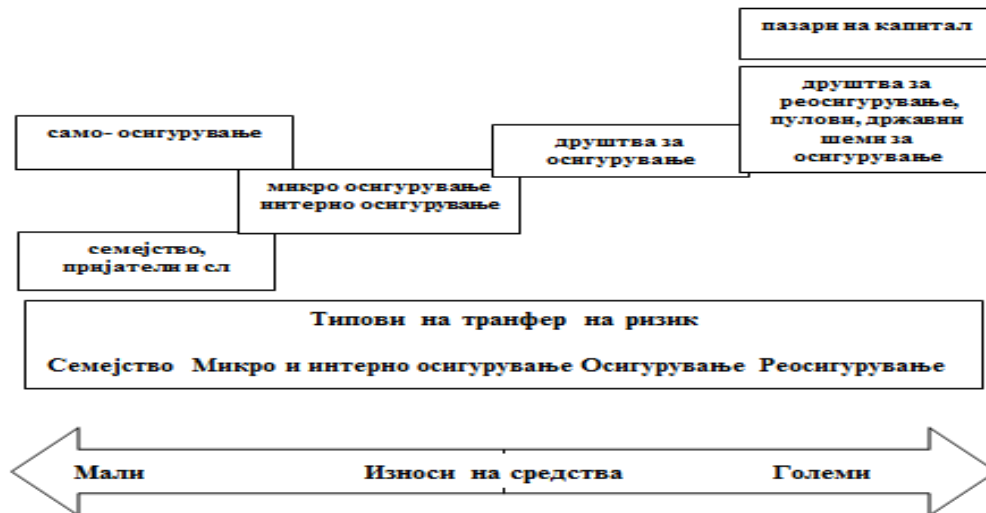 пазари на капитал
друштва за
реосигурување,
пулови, државни
шеми за
осигурување
само- осигурување
друштва за
осигурување
микро осигурување
интерно осигурување
семејство,
пријатели и сл
Типови на транфер на ризик
Семејство Микро и интерно осигурување Осигурување Реосигурување
Мали Износи на средства Големи